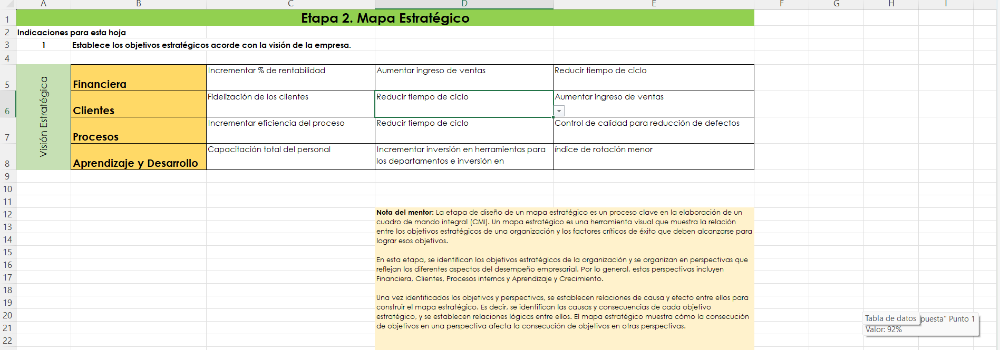 A B C D E F G H I
1 Etapa 2. Mapa Estratégico
2 Indicaciones para esta hoja
3 1 Establece los objetivos estratégicos acorde con la visión de la empresa.
4
Visión Estratégica
5 Financiera Incrementar % de rentabilidad Aumentar ingreso de ventas Reducir tiempo de ciclo
6 Clientes Fidelización de los clientes Reducir tiempo de ciclo Aumentar ingreso de ventas
7 Procesos Incrementar eficiencia del proceso Reducir tiempo de ciclo Control de calidad para reducción de defectos
8 Aprendizaje y Desarrollo Capacitación total del personal Incrementar inversión en herramientas para índice de rotación menor
los departamentos e inversión en
9
10
11
12 Nota del mentor: La etapa de diseño de un mapa estratégico es un proceso clave en la elaboración de un
13 cuadro de mando integral (CMI). Un mapa estratégico es una herramienta visual que muestra la relación
14 entre los objetivos estratégicos de una organización y los factores críticos de éxito que deben alcanzarse para
lograr esos objetivos.
15
16 En esta etapa, se identifican los objetivos estratégicos de la organización y se organizan en perspectivas que
17 reflejan los diferentes aspectos del desempeño empresarial. Por lo general, estas perspectivas incluyen
Financiera, Clientes, Procesos internos y Aprendizaje y Crecimiento.
18
19 Una vez identificados los objetivos y perspectivas, se establecen relaciones de causa y efecto entre ellos para
construir el mapa estratégico. Es decir, se identifican las causas y consecuencias de cada objetivo
20 estratégico, y se establecen relaciones lógicas entre ellos. El mapa estratégico muestra cómo la consecución
21 de objetivos en una perspectiva afecta la consecución de objetivos en otras perspectivas.
22
Tabla de datos puesta" Punto 1
Valor: 92%